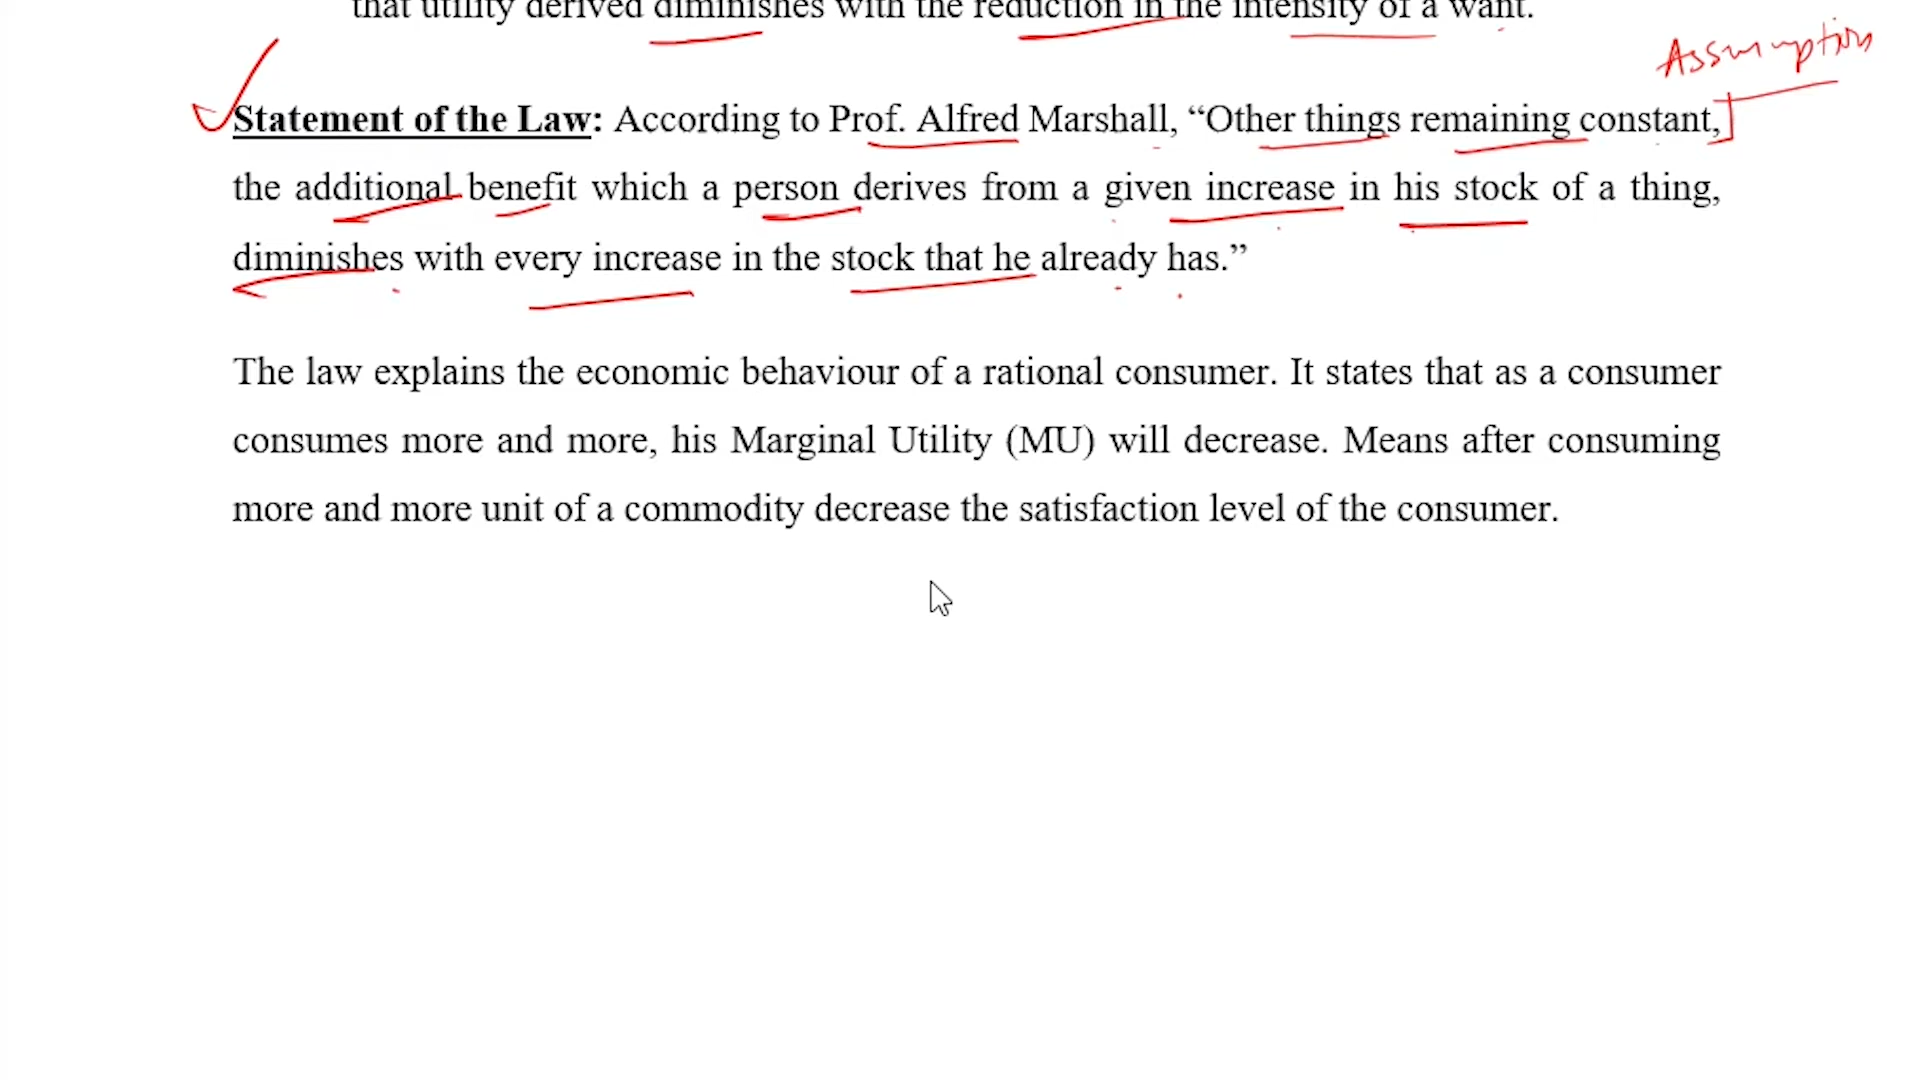 that utility derived diminishes with the reduction in the intensity of a want.
Assumption
Statement of the Law: According to Prof. Alfred Marshall, “Other things remaining constant,
the additional benefit which a person derives from a given increase in his stock of a thing,
diminishes with every increase in the stock that he already has.”
The law explains the economic behaviour of a rational consumer. It states that as a consumer
consumes more and more, his Marginal Utility (MU) will decrease. Means after consuming
more and more unit of a commodity decrease the satisfaction level of the consumer.